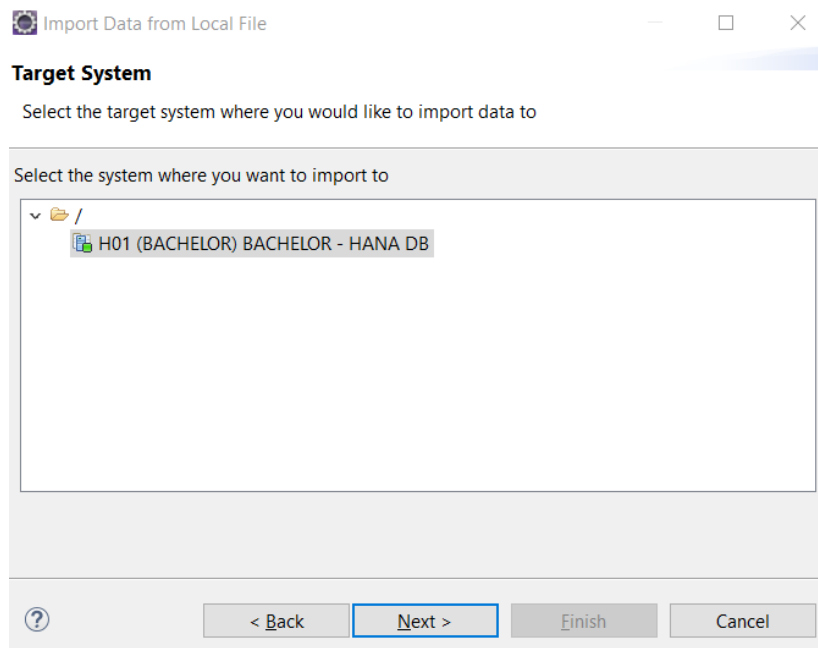 Import Data from Local File
Target System
Select the target system where you would like to import data to
Select the system where you want to import to
/
H01 (BACHELOR) BACHELOR - HANA DB
?
< Back
Next >
Finish
Cancel